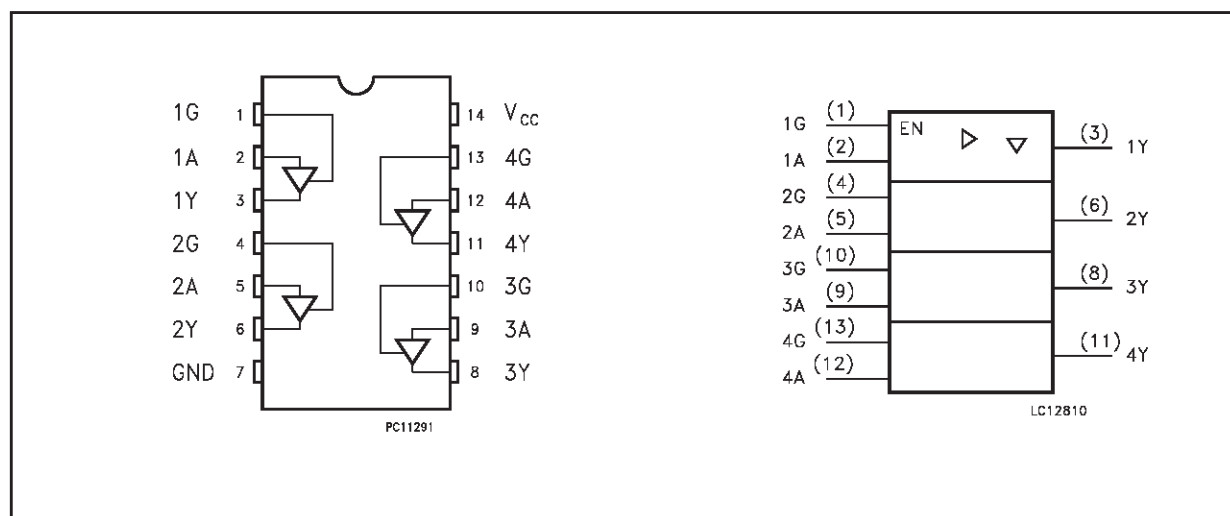 1G 1 14 VCC
1A 2 13 4G
1Y 3 12 4A
2G 4 11 4Y
2A 5 10 3G
2Y 6 9 3A
GND 7 8 3Y
PC11291
1G (1) EN (3) 1Y
1A (2)
2G (4) (6) 2Y
2A (5)
3G (10) (8) 3Y
3A (9)
4G (13) (11) 4Y
4A (12)
LC12810